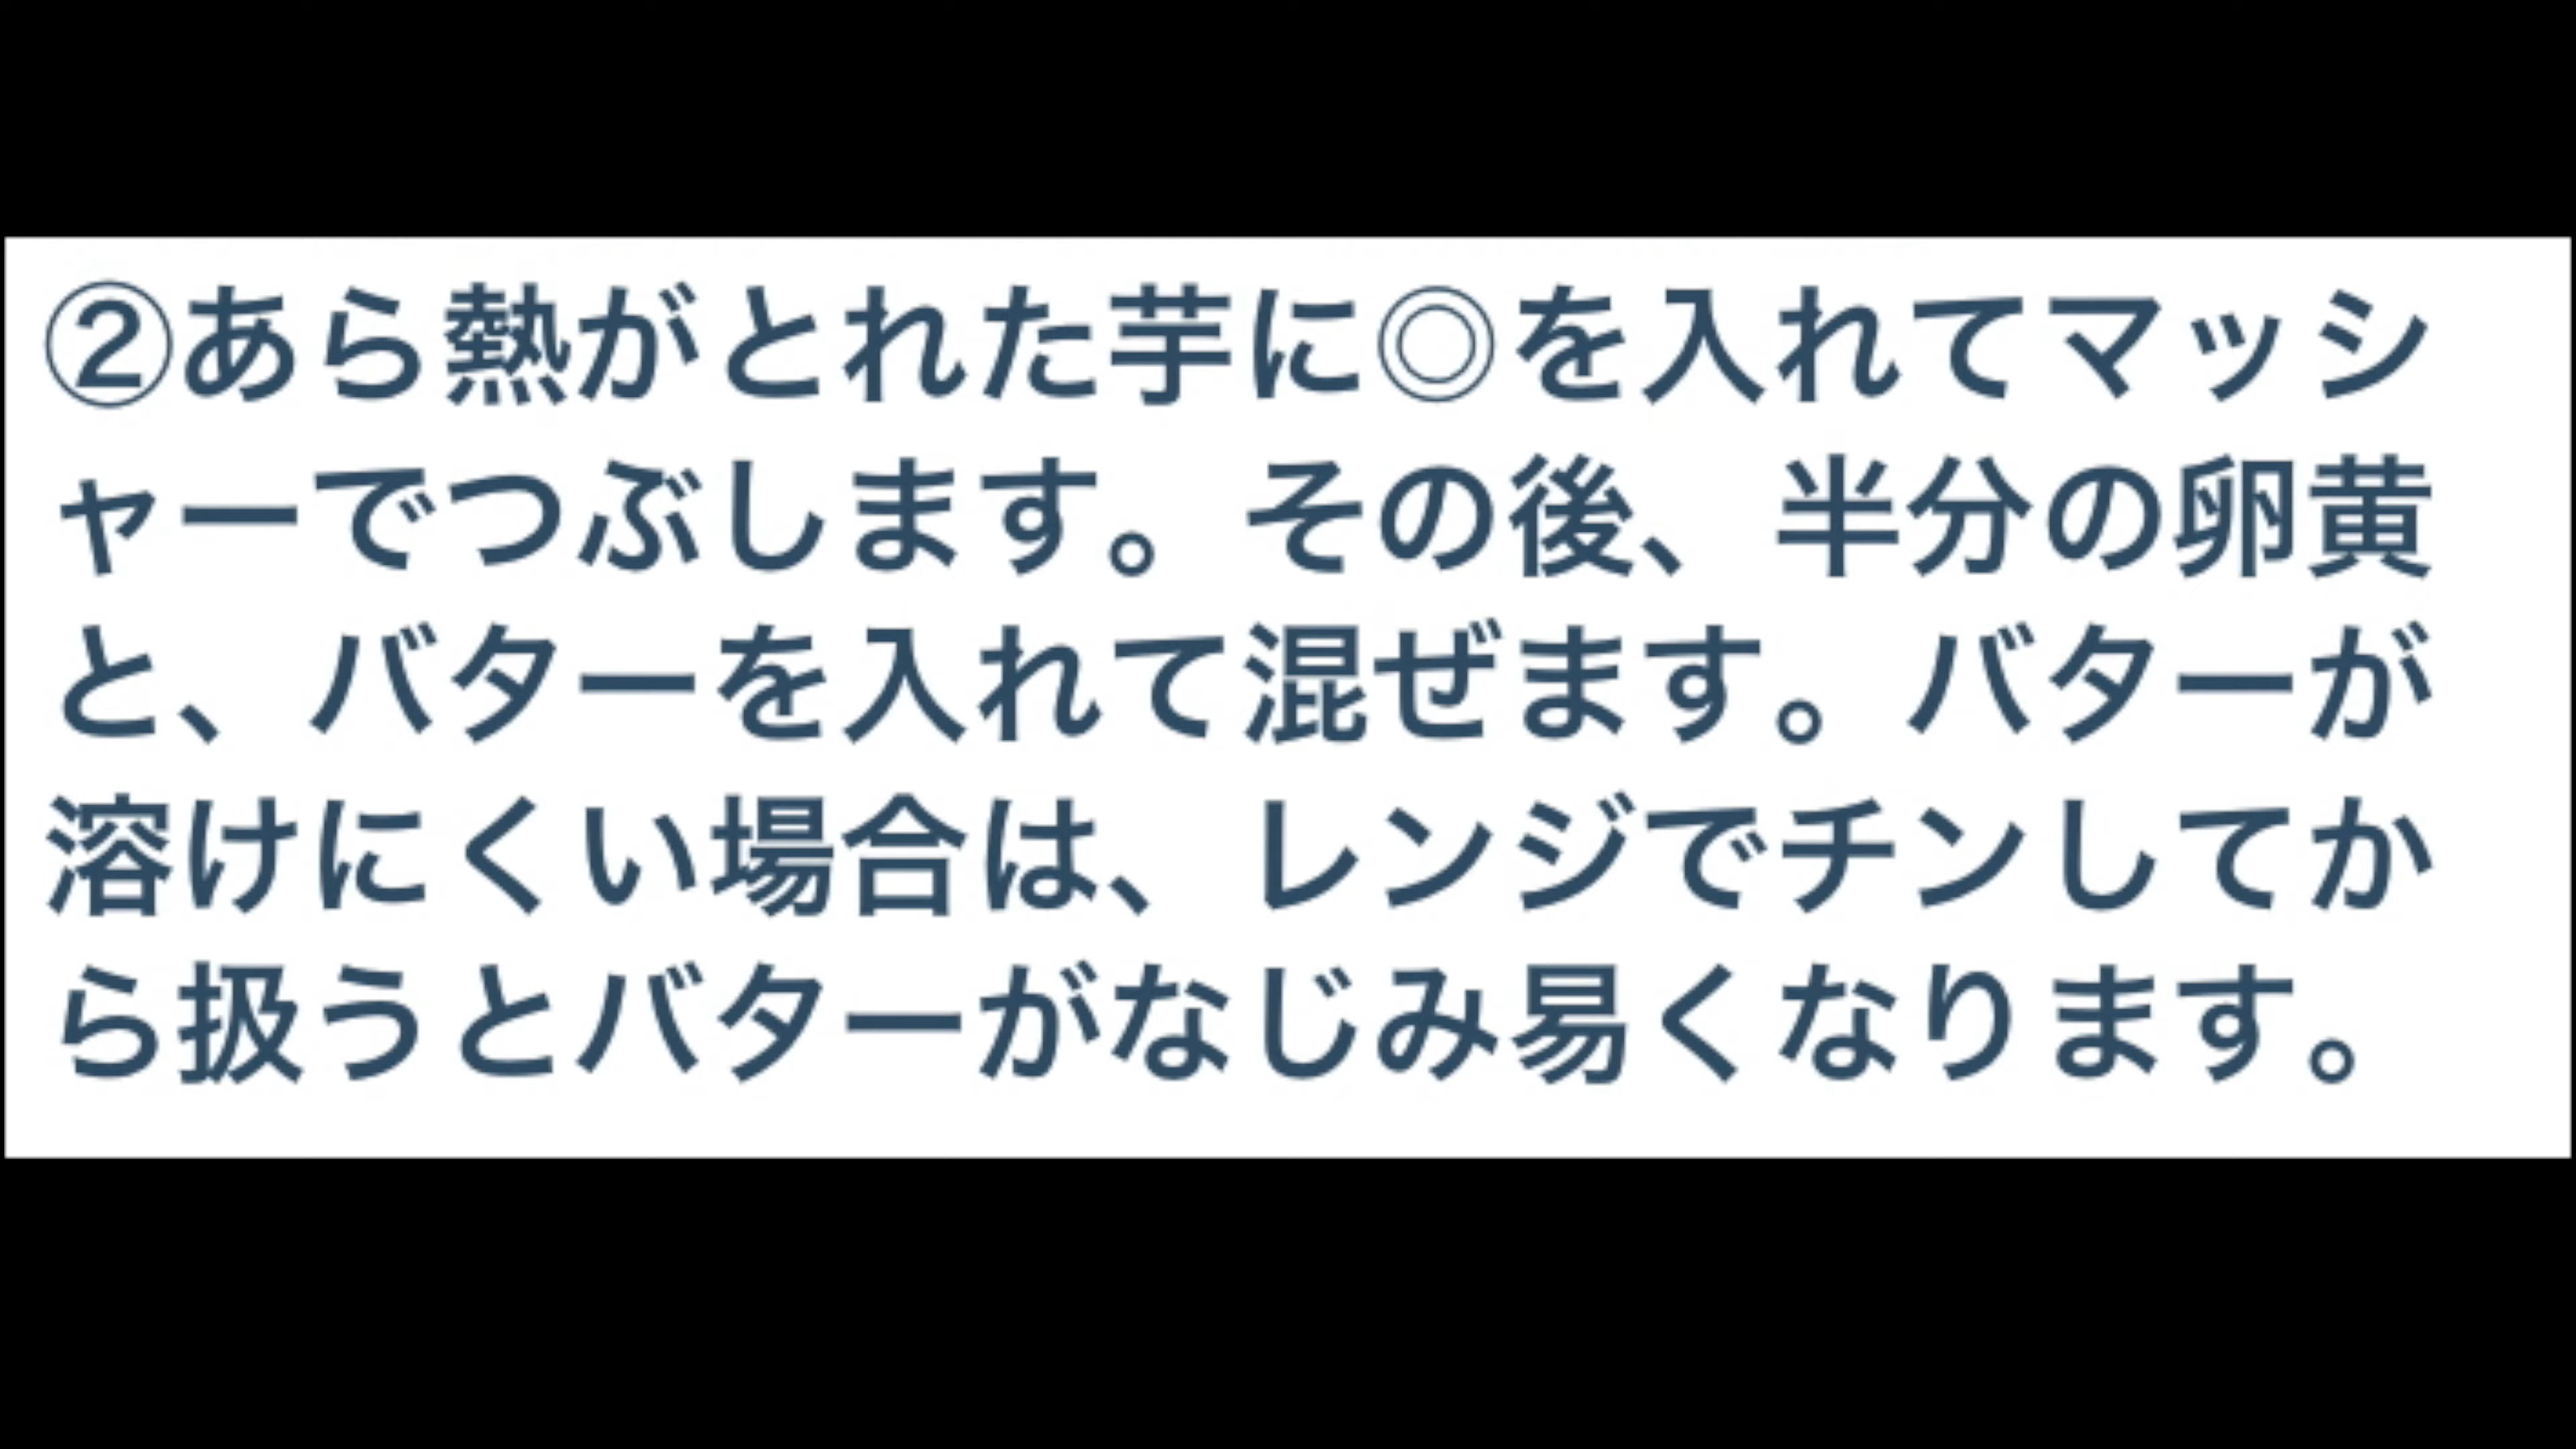 ②あら熱がとれた芋に◎を入れてマッシ
ャーでつぶします。その後、半分の卵黄
と、バターを入れて混ぜます。バターが
溶けにくい場合は、レンジでチンしてか
ら扱うとバターがなじみ易くなります。